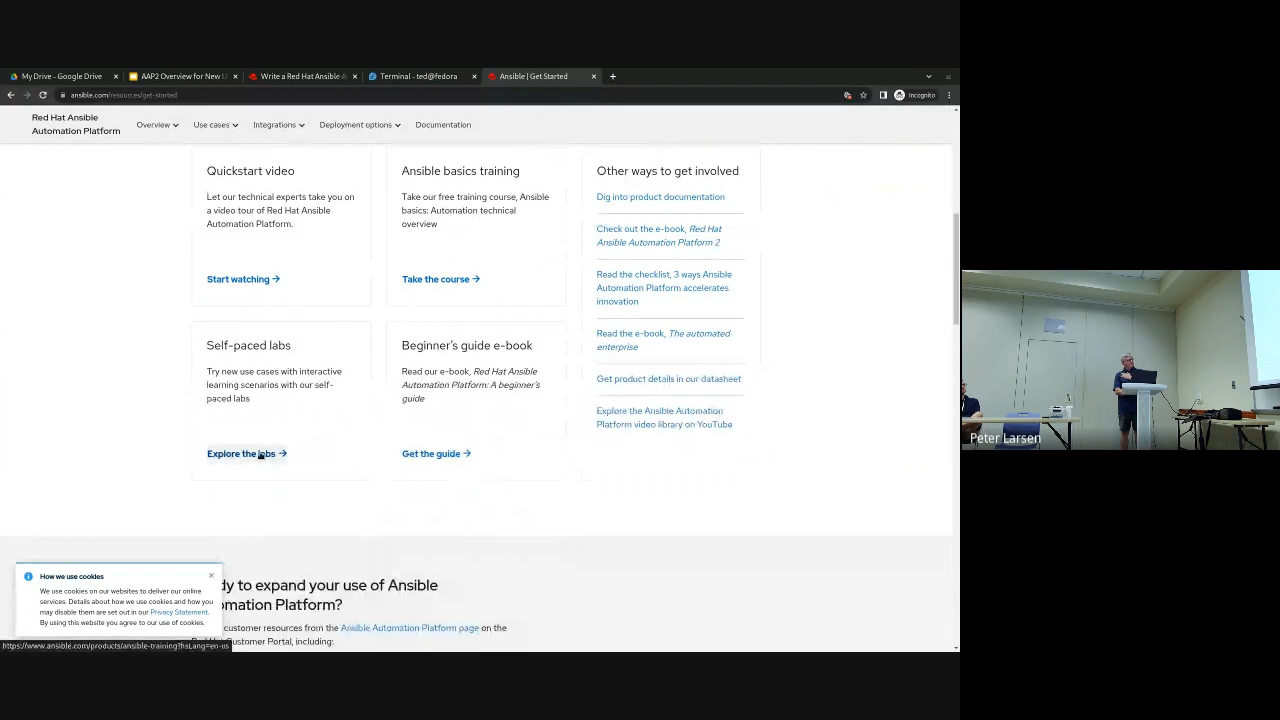 My Drive - Google Drive
AAP2 Overview for New U
Write a Red Hat Ansible A
Terminal - ted@fedora
Ansible | Get Started
ansible.com/resources/get-started
Incognito
Red Hat Ansible
Automation Platform
Overview
Use cases
Integrations
Deployment options
Documentation
Quickstart video
Let our technical experts take you on
a video tour of Red Hat Ansible
Automation Platform.
Start watching
Ansible basics training
Take our free training course, Ansible
basics: Automation technical
overview
Take the course
Other ways to get involved
Dig into product documentation
Check out the e-book, Red Hat
Ansible Automation Platform 2
Read the checklist, 3 ways Ansible
Automation Platform accelerates
innovation
Read the e-book, The automated
enterprise
Get product details in our datasheet
Explore the Ansible Automation
Platform video library on YouTube
Self-paced labs
Try new use cases with interactive
learning scenarios with our self-
paced labs
Explore the labs
Beginner's guide e-book
Read our e-book, Red Hat Ansible
Automation Platform: A beginner's
guide
Get the guide
dy to expand your use of Ansible
omation Platform?
customer resources from the Ansible Automation Platform page on the
Customer Portal, including:
How we use cookies
We use cookies on our websites to deliver our online
services. Details about how we use cookies and how you
may disable them are set out in our Privacy Statement.
By using this website you agree to our use of cookies.
https://www.ansible.com/products/ansible-training?hsLang=en-us
Peter Larsen